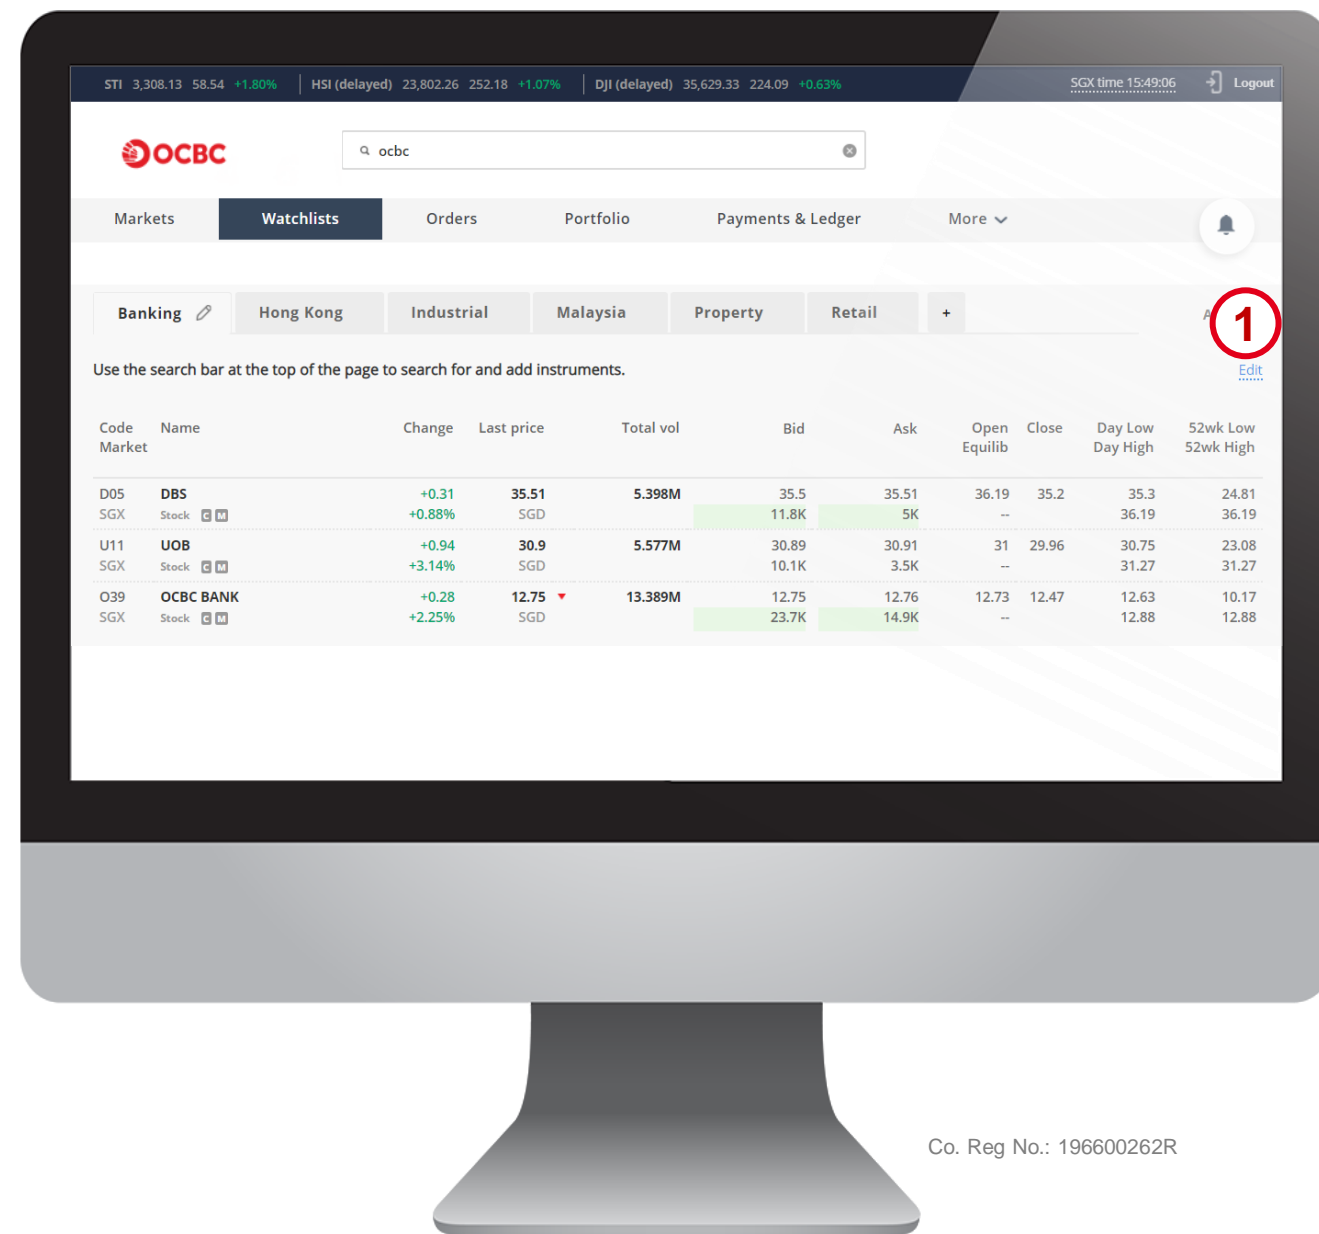 STI 3,308.13 58.54 +1.80% HSI (delayed) 23,802.26 252.18 +1.07% DJI (delayed) 35,629.33 224.09 +0.63% SGX time 15:49:06 Logout
OCBC ocbc
Markets Watchlists Orders Portfolio Payments & Ledger More
Banking Hong Kong Industrial Malaysia Property Retail + 1
Use the search bar at the top of the page to search for and add instruments. Edit
Code Name Change Last price Total vol Bid Ask Open Close Day Low 52wk Low
Market Equilib Day High 52wk High
D05 DBS +0.31 35.51 5.398M 35.5 35.51 36.19 35.2 35.3 24.81
SGX Stock C M +0.88% SGD 11.8K 5K -- 36.19 36.19
U11 UOB +0.94 30.9 5.577M 30.89 30.91 31 29.96 30.75 23.08
SGX Stock C M +3.14% SGD 10.1K 3.5K -- 31.27 31.27
O39 OCBC BANK +0.28 12.75 13.389M 12.75 12.76 12.73 12.47 12.63 10.17
SGX Stock C M +2.25% SGD 23.7K 14.9K -- 12.88 12.88
Co. Reg No.: 196600262R